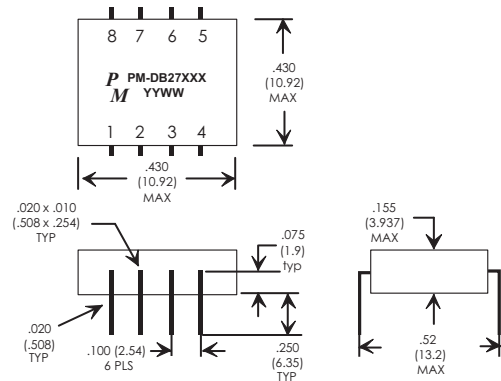 8 7 6 5
P PM-DB27XXX
M YYWW
1 2 3 4
.430
(10.92)
MAX
.430
(10.92)
MAX
.020 x .010
(.508 x .254)
TYP
.075
(1.9)
typ
.155
(3.937)
MAX
.020
(.508)
TYP
.100 (2.54)
6 PLS
.250
(6.35)
TYP
.52
(13.2)
MAX